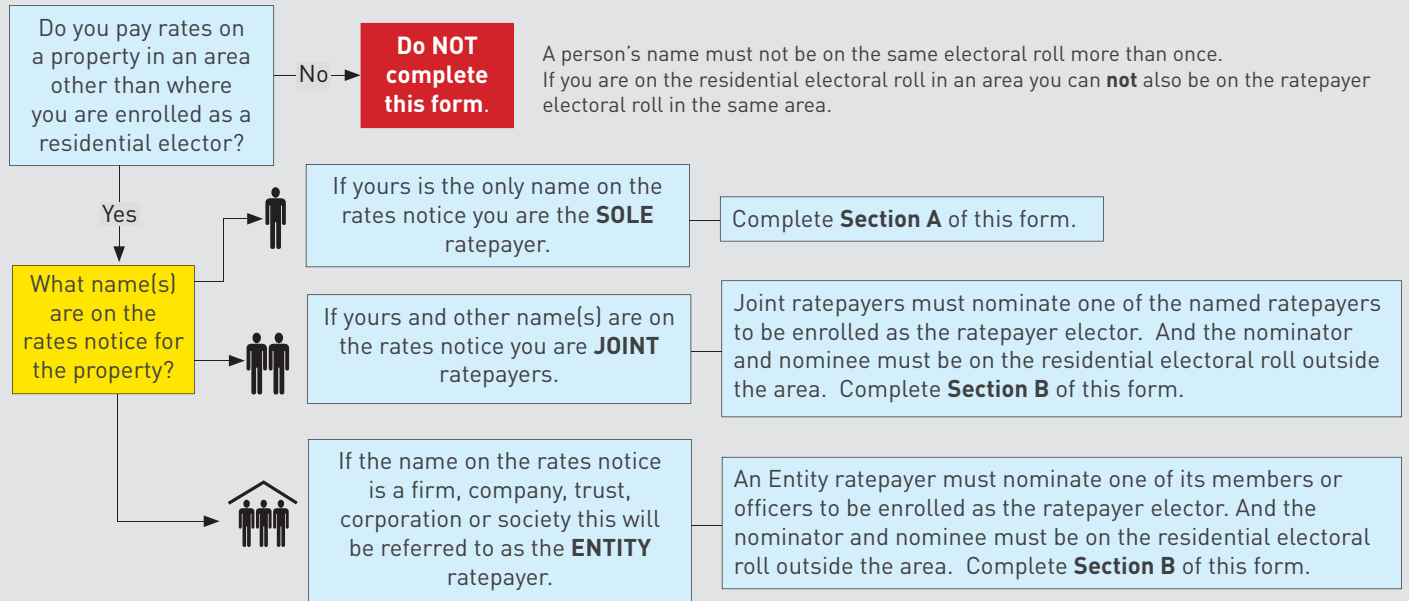 Do you pay rates on
a property in an area
other than where
you are enrolled as a
residential elector?
No
Do NOT
complete
this form.
A person's name must not be on the same electoral roll more than once.
If you are on the residential electoral roll in an area you can not also be on the ratepayer
electoral roll in the same area.
Yes
What name(s)
are on the
rates notice for
the property?
If yours is the only name on the
rates notice you are the SOLE
ratepayer.
Complete Section A of this form.
If yours and other name(s) are on
the rates notice you are JOINT
ratepayers.
Joint ratepayers must nominate one of the named ratepayers
to be enrolled as the ratepayer elector.  And the nominator
and nominee must be on the residential electoral roll outside
the area.  Complete Section B of this form.
If the name on the rates notice
is a firm, company, trust,
corporation or society this will
be referred to as the ENTITY
ratepayer.
An Entity ratepayer must nominate one of its members or
officers to be enrolled as the ratepayer elector. And the
nominator and nominee must be on the residential electoral
roll outside the area.  Complete Section B of this form.